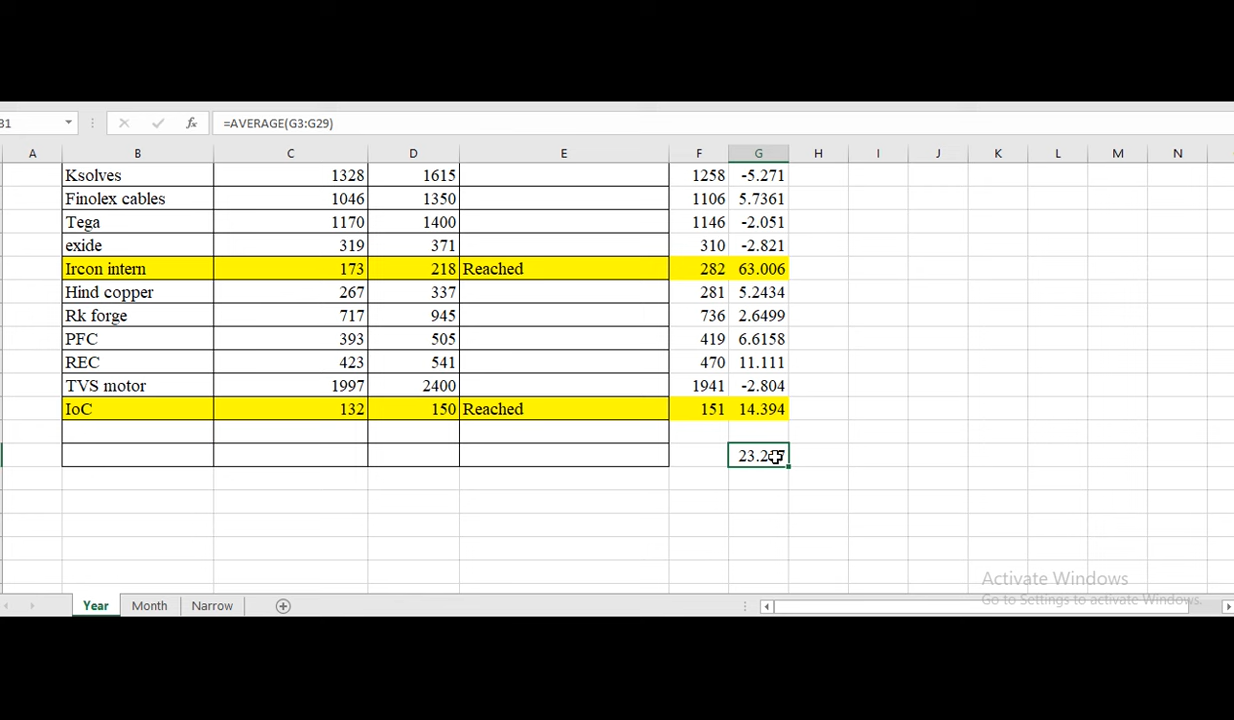 31 =AVERAGE(G3:G29)
A B C D E F G H I J K L M N
Ksolves 1328 1615 1258 -5.271
Finolex cables 1046 1350 1106 5.7361
Tega 1170 1400 1146 -2.051
exide 319 371 310 -2.821
Ircon intern 173 218 Reached 282 63.006
Hind copper 267 337 281 5.2434
Rk forge 717 945 736 2.6499
PFC 393 505 419 6.6158
REC 423 541 470 11.111
TVS motor 1997 2400 1941 -2.804
IoC 132 150 Reached 151 14.394
Activate Windows
Go to Settings to activate Windows.
Year Month Narrow